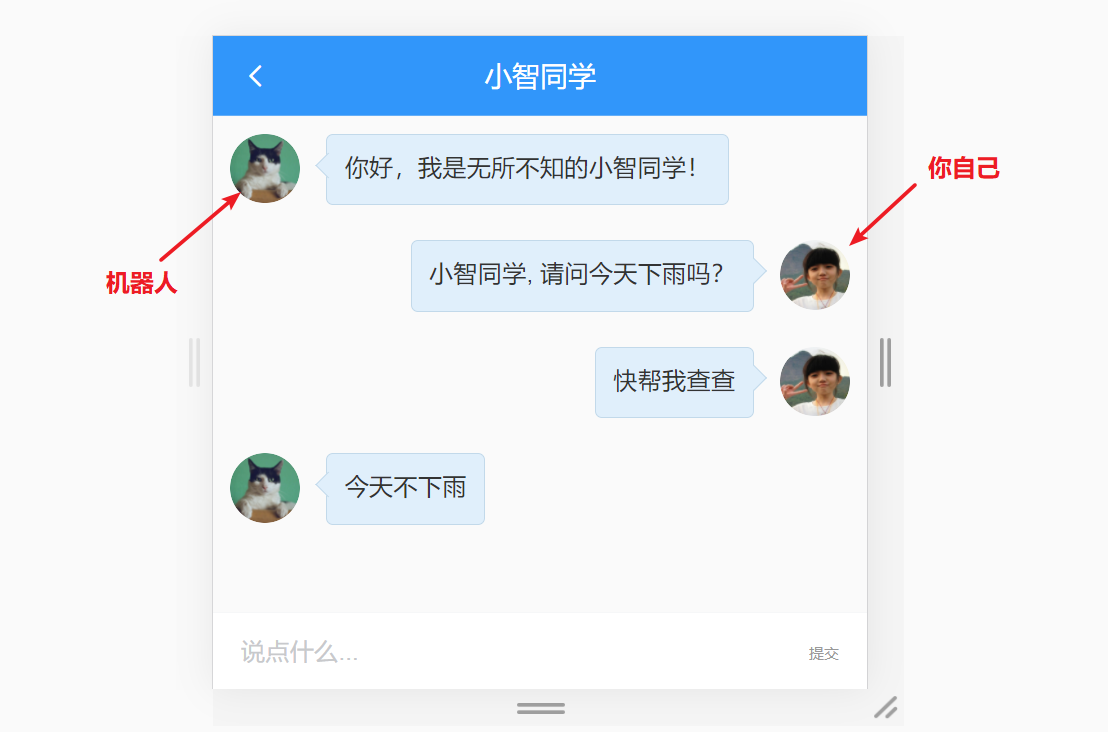 小智同学
你好，我是无所不知的小智同学！
你自己
机器人
小智同学, 请问今天下雨吗？
快帮我查查
今天不下雨
说点什么...
提交